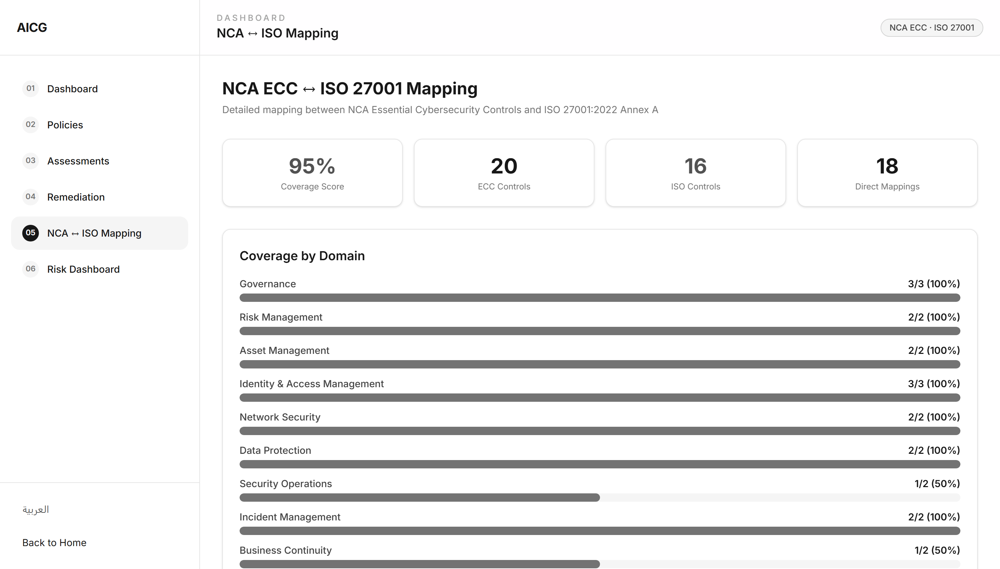 AICG
01 Dashboard
02 Policies
03 Assessments
04 Remediation
05 NCA ↔ ISO Mapping
06 Risk Dashboard
العربية
Back to Home
DASHBOARD
NCA ↔ ISO Mapping
NCA ECC · ISO 27001
NCA ECC ↔ ISO 27001 Mapping
Detailed mapping between NCA Essential Cybersecurity Controls and ISO 27001:2022 Annex A
95%
Coverage Score
20
ECC Controls
16
ISO Controls
18
Direct Mappings
Coverage by Domain
Governance 3/3 (100%)
Risk Management 2/2 (100%)
Asset Management 2/2 (100%)
Identity & Access Management 3/3 (100%)
Network Security 2/2 (100%)
Data Protection 2/2 (100%)
Security Operations 1/2 (50%)
Incident Management 2/2 (100%)
Business Continuity 1/2 (50%)